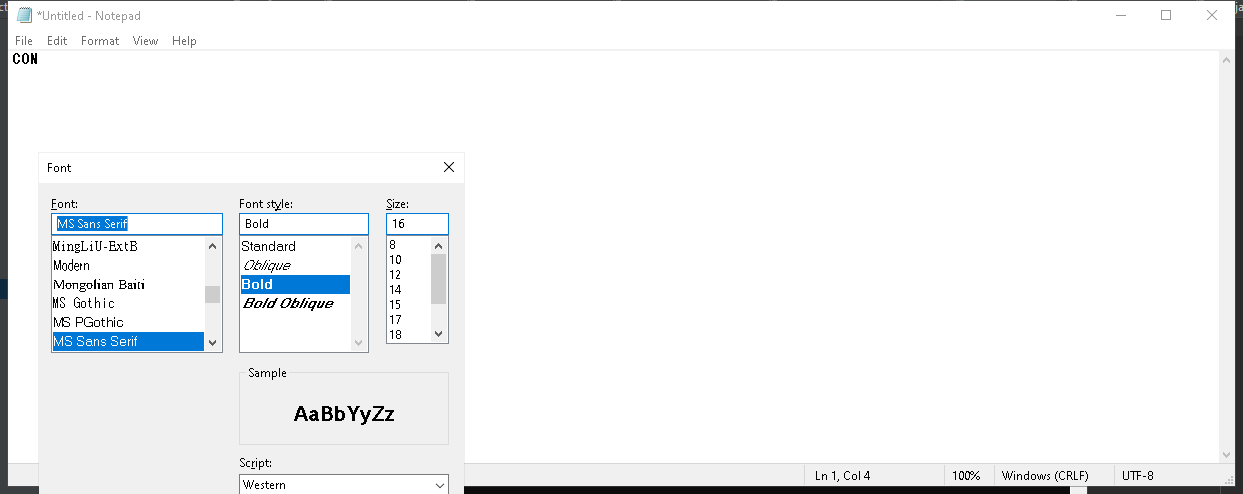 *Untitled - Notepad
File Edit Format View Help
CON
Font
Font: Font style: Size:
MS Sans Serif Bold 16
MingLiU-ExtB Standard 8
Modern Oblique 10
Mongolian Baiti Bold 12
MS Gothic Bold Oblique 14
MS PGothic 15
MS Sans Serif 17
18
Sample
AaBbYyZz
Script:
Western
Ln 1, Col 4 100% Windows (CRLF) UTF-8